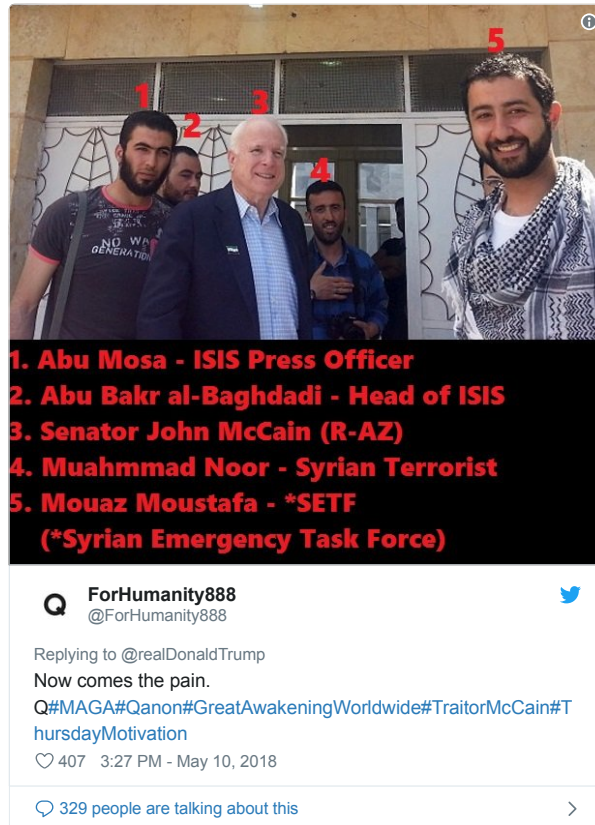 1
2
3
4
5
NO WA
GENERATION
1. Abu Mosa - ISIS Press Officer
2. Abu Bakr al-Baghdadi - Head of ISIS
3. Senator John McCain (R-AZ)
4. Muahmmad Noor - Syrian Terrorist
5. Mouaz Moustafa - *SETF
(*Syrian Emergency Task Force)
Q
ForHumanity888
@ForHumanity888
Replying to @realDonaldTrump
Now comes the pain.
Q#MAGA#Qanon#GreatAwakeningWorldwide#TraitorMcCain#T
hursdayMotivation
407 3:27 PM - May 10, 2018
329 people are talking about this